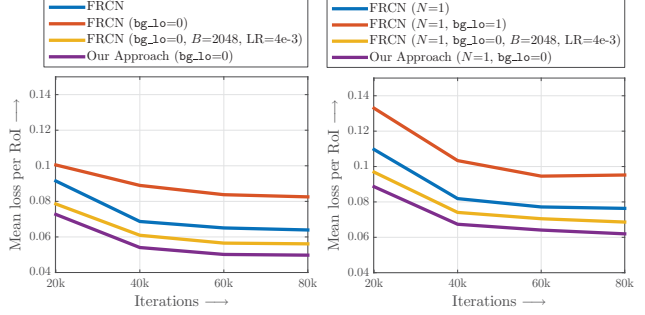 FRCN
FRCN (bg_lo=0)
FRCN (bg_lo=0, B=2048, LR=4e-3)
Our Approach (bg_lo=0)
0.14
0.12
0.1
0.08
0.06
0.04
Mean loss per RoI ⟶
20k 40k 60k 80k
Iterations ⟶
FRCN (N=1)
FRCN (N=1, bg_lo=1)
FRCN (N=1, bg_lo=0, B=2048, LR=4e-3)
Our Approach (N=1, bg_lo=0)
0.14
0.12
0.1
0.08
0.06
0.04
Mean loss per RoI ⟶
20k 40k 60k 80k
Iterations ⟶